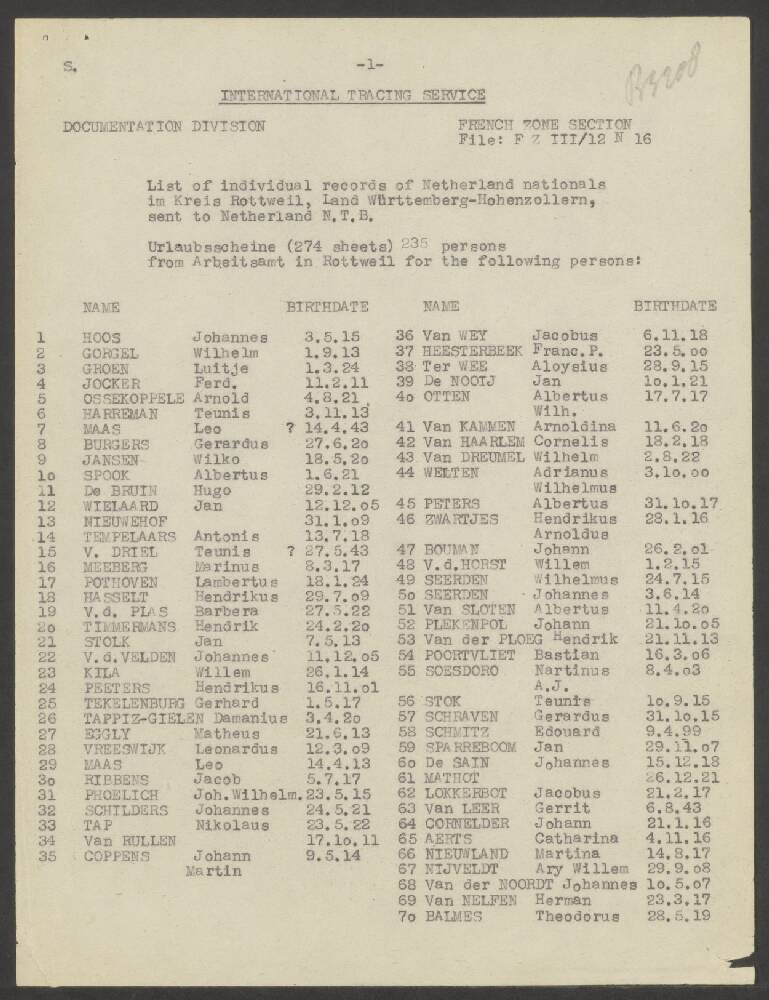 S.
-1-
INTERNATIONAL TRACING SERVICE
DOCUMENTATION DIVISION
FRENCH ZONE SECTION
File: F Z III/12 N 16
List of individual records of Netherland nationals
im Kreis Rottweil, Land Württemberg-Hohenzollern,
sent to Netherland N.T.B.
Urlaubsscheine (274 sheets) 235 persons
from Arbeitsamt in Rottweil for the following persons:
NAME BIRTHDATE
1 HOOS Johannes 3.5.15
2 GORGEL Wilhelm 1.9.13
3 GROEN Luitje 1.3.24
4 JOCKER Ferd. 11.2.11
5 OSSEKOPPELE Arnold 4.8.21
6 HARREMAN Teunis 3.11.13
7 MAAS Leo ? 14.4.43
8 BURGERS Gerardus 27.6.2o
9 JANSEN Wilko 18.5.2o
1o SPOOK Albertus 1.6.21
11 De BRUIN Hugo 29.2.12
12 WIELAARD Jan 12.12.o5
13 NIEUWEHOF 31.1.o9
14 TEMPELAARS Antonis 13.7.18
15 V. DRIEL Teunis ? 27.5.43
16 MEEBERG Marinus 8.3.17
17 POTHOVEN Lambertus 18.1.24
18 HASSELT Hendrikus 29.7.o9
19 V.d. PLAS Barbera 27.5.22
2o TIMMERMANS Hendrik 24.2.2o
21 STOLK Jan 7.5.13
22 V.d.VELDEN Johannes 11.12.o5
23 KILA Willem 26.1.14
24 PEETERS Hendrikus 16.11.o1
25 TEKELENBURG Gerhard 1.5.17
26 TAPPIZ-GIELEN Damanius 3.4.2o
27 EGGLY Matheus 21.6.13
28 VREESWIJK Leonardus 12.3.o9
29 MAAS Leo 14.4.13
3o RIBBENS Jacob 5.7.17
31 PHOELICH Joh.Wilhelm.23.5.15
32 SCHILDERS Johannes 24.5.21
33 TAP Nikolaus 23.5.22
34 Van RULLEN 17.1o.11
35 COPPENS Johann 9.5.14
Martin
NAME BIRTHDATE
36 Van WEY Jacobus 6.11.18
37 HEESTERBEEK Franc.P. 23.5.oo
38 Ter WEE Aloysius 28.9.15
39 De NOOIJ Jan 1o.1.21
4o OTTEN Albertus 17.7.17
Wilh.
41 Van KAMMEN Arnoldina 11.6.2o
42 Van HAARLEM Cornelis 18.2.18
43 Van DREUMEL Wilhelm 2.8.22
44 WELTEN Adrianus 3.1o.oo
Wilhelmus
45 PETERS Albertus 31.1o.17
46 ZWARTJES Hendrikus 28.1.16
Arnoldus
47 BOUMAN Johann 26.2.o1
48 V.d.HORST Willem 1.2.15
49 SEERDEN Wilhelmus 24.7.15
5o SEERDEN Johannes 3.6.14
51 Van SLOTEN Albertus 11.4.2o
52 PLEKENPOL Johann 21.1o.o5
53 Van der PLOEG Hendrik 21.11.13
54 POORTVLIET Bastian 16.3.o6
55 SOESDORO Nartinus 8.4.o3
A.J.
56 STOK Teunis 1o.9.15
57 SCHRAVEN Gerardus 31.1o.15
58 SCHMITZ Edouard 9.4.99
59 SPARREBOOM Jan 29.11.o7
6o De SAIN Johannes 15.12.18
61 MATHOT 26.12.21
62 LOKKERBOT Jacobus 21.2.17
63 Van LEER Gerrit 6.8.43
64 CORNELDER Johann 21.1.16
65 AERTS Catharina 4.11.16
66 NIEUWLAND Martina 14.8.17
67 NIJVELDT Ary Willem 29.9.o8
68 Van der NOORDT Johannes 1o.5.o7
69 Van NELFEN Herman 23.3.17
7o BALMES Theodorus 28.5.19